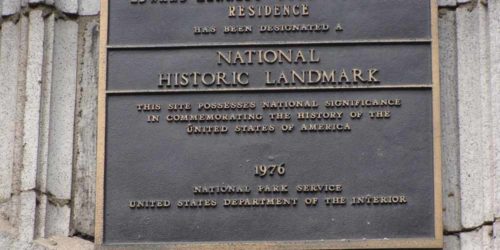 RESIDENCE
HAS BEEN DESIGNATED A
NATIONAL
HISTORIC LANDMARK
THIS SITE POSSESSES NATIONAL SIGNIFICANCE
IN COMMEMORATING THE HISTORY OF THE
UNITED STATES OF AMERICA
1976
NATIONAL PARK SERVICE
UNITED STATES DEPARTMENT OF THE INTERIOR